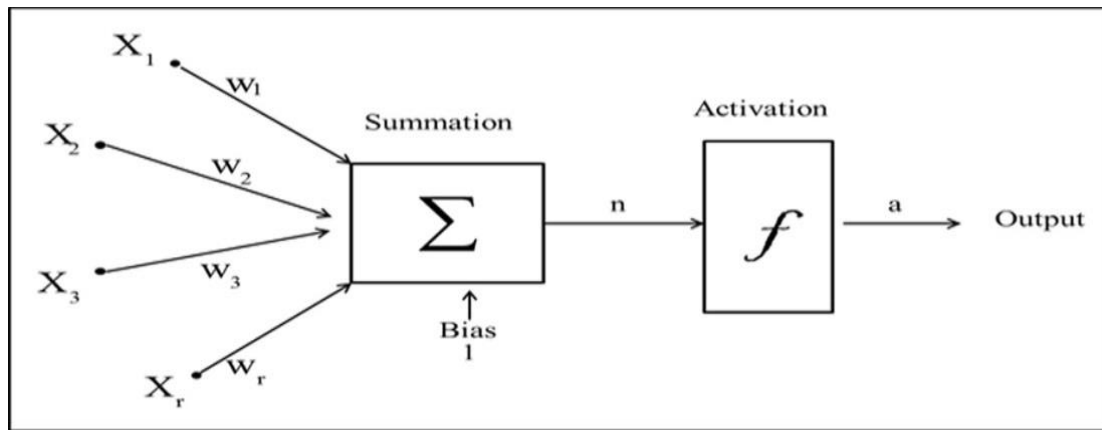 X₁
W₁
X₂
W₂
X₃
W₃
Xᵣ
Wᵣ
Summation
Σ
Bias
1
n
Activation
f
a
Output